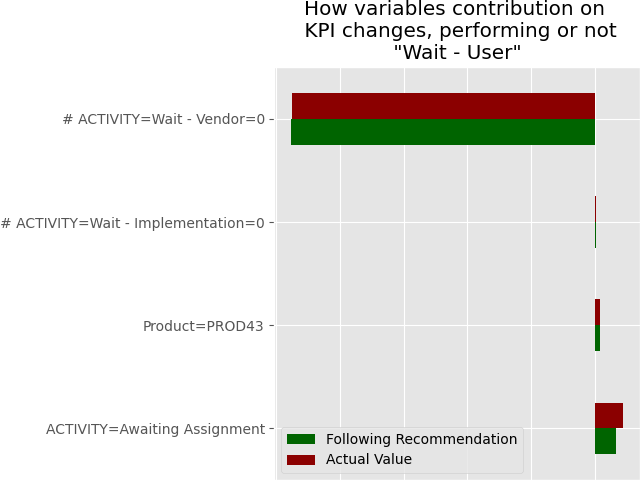 How variables contribution on
KPI changes, performing or not
"Wait - User"
# ACTIVITY=Wait - Vendor=0
# ACTIVITY=Wait - Implementation=0
Product=PROD43
ACTIVITY=Awaiting Assignment
Following Recommendation
Actual Value